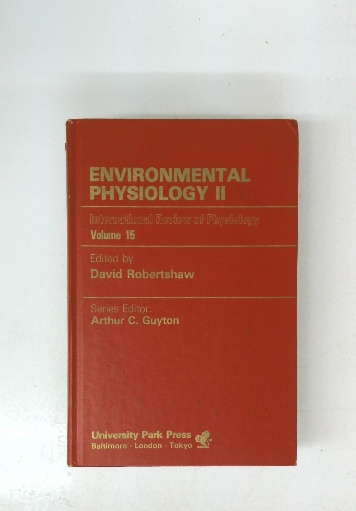 ENVIRONMENTAL
PHYSIOLOGY II
International Review of Physiology
Volume 15
Edited by
David Robertshaw
Series Editor:
Arthur C. Guyton
University Park Press
Baltimore · London · Tokyo